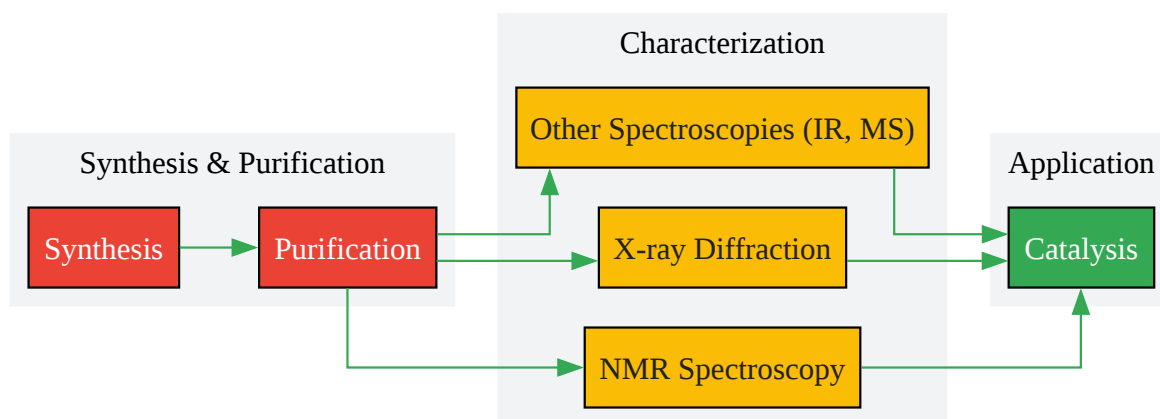 Synthesis & Purification
Synthesis
Purification
Characterization
Other Spectroscopies (IR, MS)
X-ray Diffraction
NMR Spectroscopy
Application
Catalysis